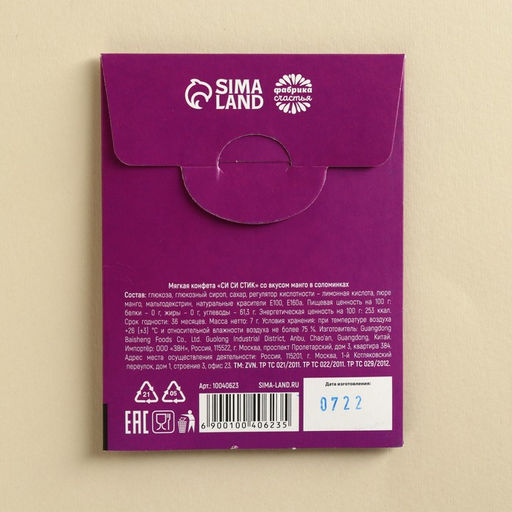 SIMA
LAND
фабрика
счастья
Мягкая конфета «СИ СИ СТИК» со вкусом манго в соломинках
Состав: глюкоза, глюкозный сироп, сахар, регулятор кислотности – лимонная кислота, пюре
манго, мальтодекстрин, натуральные красители Е100, Е160а. Пищевая ценность на 100 г:
белки – 0 г, жиры – 0 г, углеводы – 61,3 г. Энергетическая ценность на 100 г: 253 ккал.
Срок годности: 36 месяцев. Масса нетто: 7 г. Условия хранения: при температуре воздуха
+26 (±3) °С и относительной влажности воздуха не более 75 %. Изготовитель: Guangdong
Baisheng Foods Co., Ltd. Guolong Industrial District, Anbu, Chao'an, Guangdong, Китай.
Импортёр: ООО «ЗВН», Россия, 115522, г. Москва, проспект Пролетарский, дом 3, квартира 384.
Адрес места осуществления деятельности: Россия, 115201, г. Москва, 1-й Котляковский
переулок, дом 1, строение 3, офис 23. ТМ: ZVN. ТР ТС 021/2011. ТР ТС 022/2011. ТР ТС 029/2012.
Арт.: 10040623
SIMA-LAND.RU
Дата изготовления:
0722
21
05
EAC
6 900100 406235